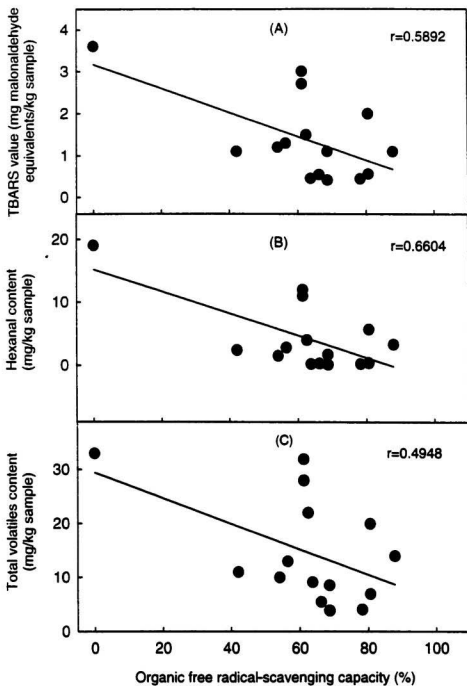 (A)
r=0.5892
TBARS value (mg malonaldehyde
equivalents/kg sample)
5
4
3
2
1
0
(B)
r=0.6604
Hexanal content
(mg/kg sample)
20
10
0
(C)
r=0.4948
Total volatiles content
(mg/kg sample)
30
20
10
0
0 20 40 60 80 100
Organic free radical-scavenging capacity (%)